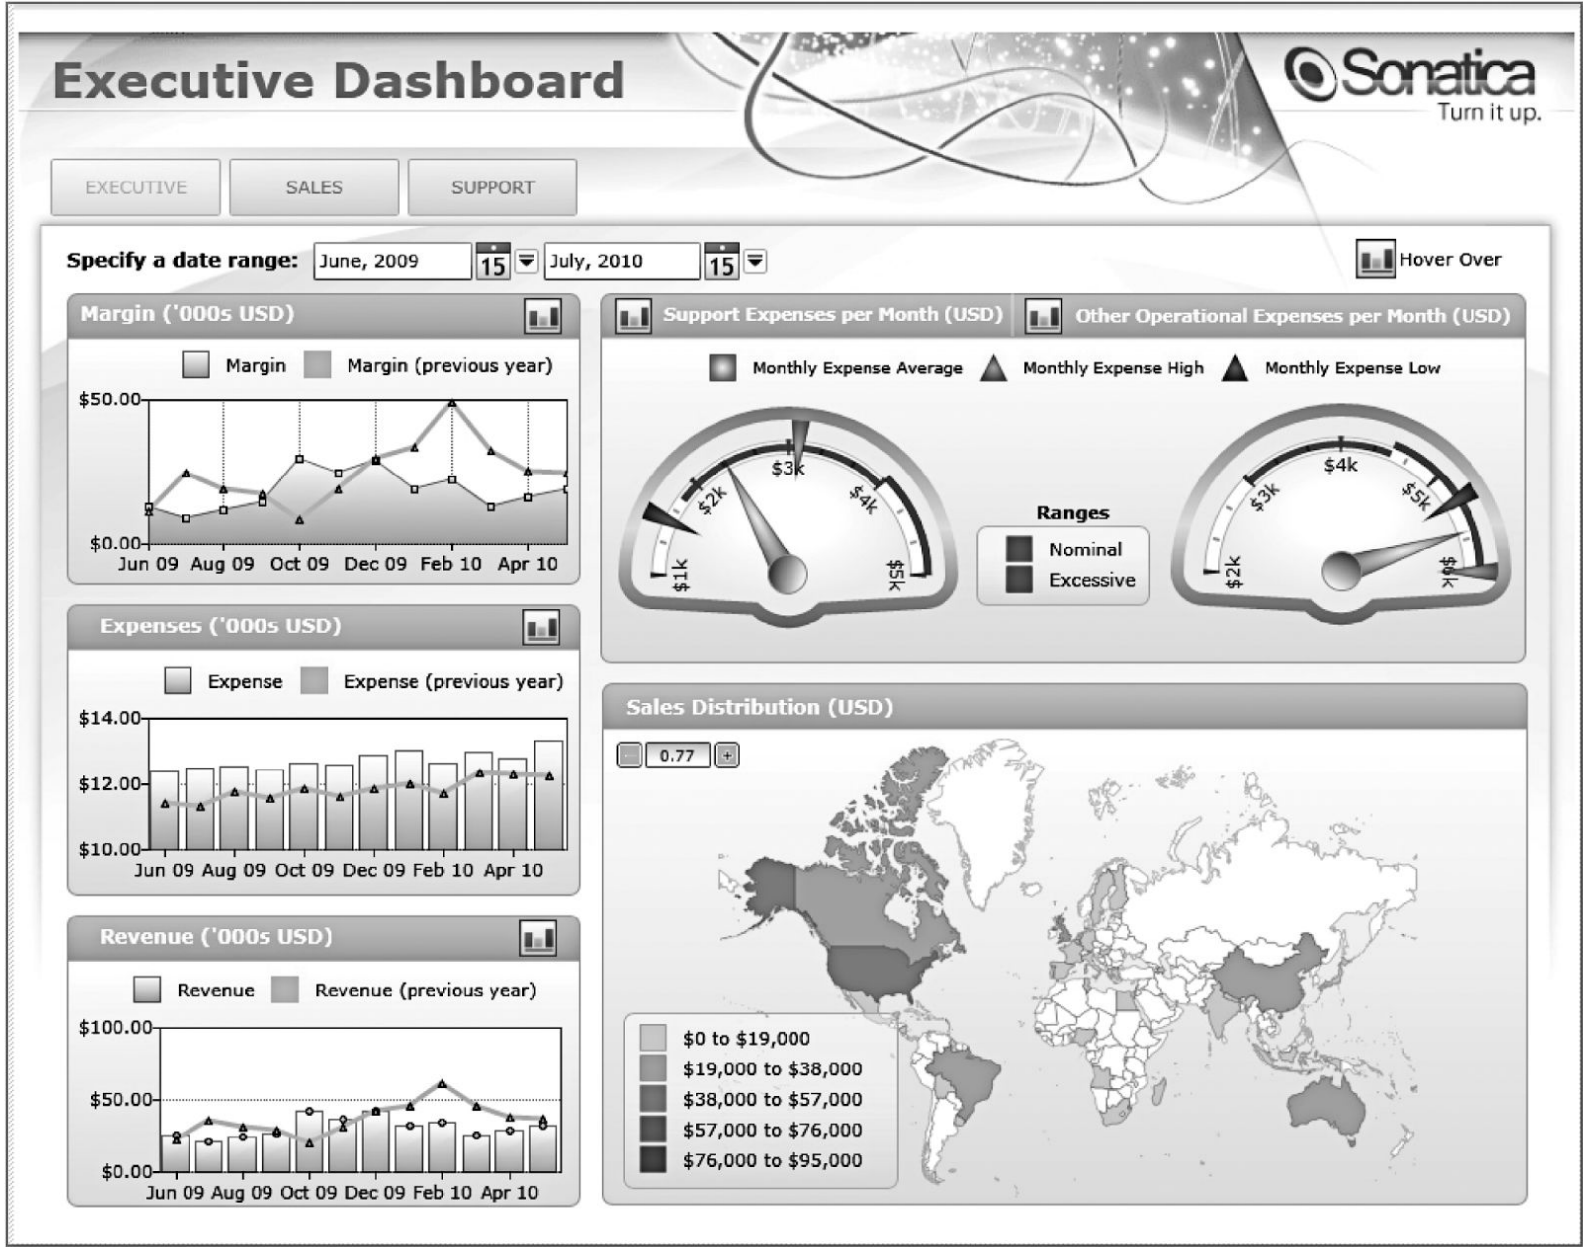 Executive Dashboard
Sonatica
Turn it up.
EXECUTIVE
SALES
SUPPORT
Specify a date range:
June, 2009
15
July, 2010
15
Hover Over
Margin ('000s USD)
Margin
Margin (previous year)
$50.00
$0.00
Jun 09 Aug 09 Oct 09 Dec 09 Feb 10 Apr 10
Expenses ('000s USD)
Expense
Expense (previous year)
$14.00
$12.00
$10.00
Jun 09 Aug 09 Oct 09 Dec 09 Feb 10 Apr 10
Revenue ('000s USD)
Revenue
Revenue (previous year)
$100.00
$50.00
$0.00
Jun 09 Aug 09 Oct 09 Dec 09 Feb 10 Apr 10
Support Expenses per Month (USD)
Other Operational Expenses per Month (USD)
Monthly Expense Average
Monthly Expense High
Monthly Expense Low
$1k
$2k
$3k
$4k
$5k
Ranges
Nominal
Excessive
$2k
$3k
$4k
$5k
$6k
Sales Distribution (USD)
0.77
$0 to $19,000
$19,000 to $38,000
$38,000 to $57,000
$57,000 to $76,000
$76,000 to $95,000